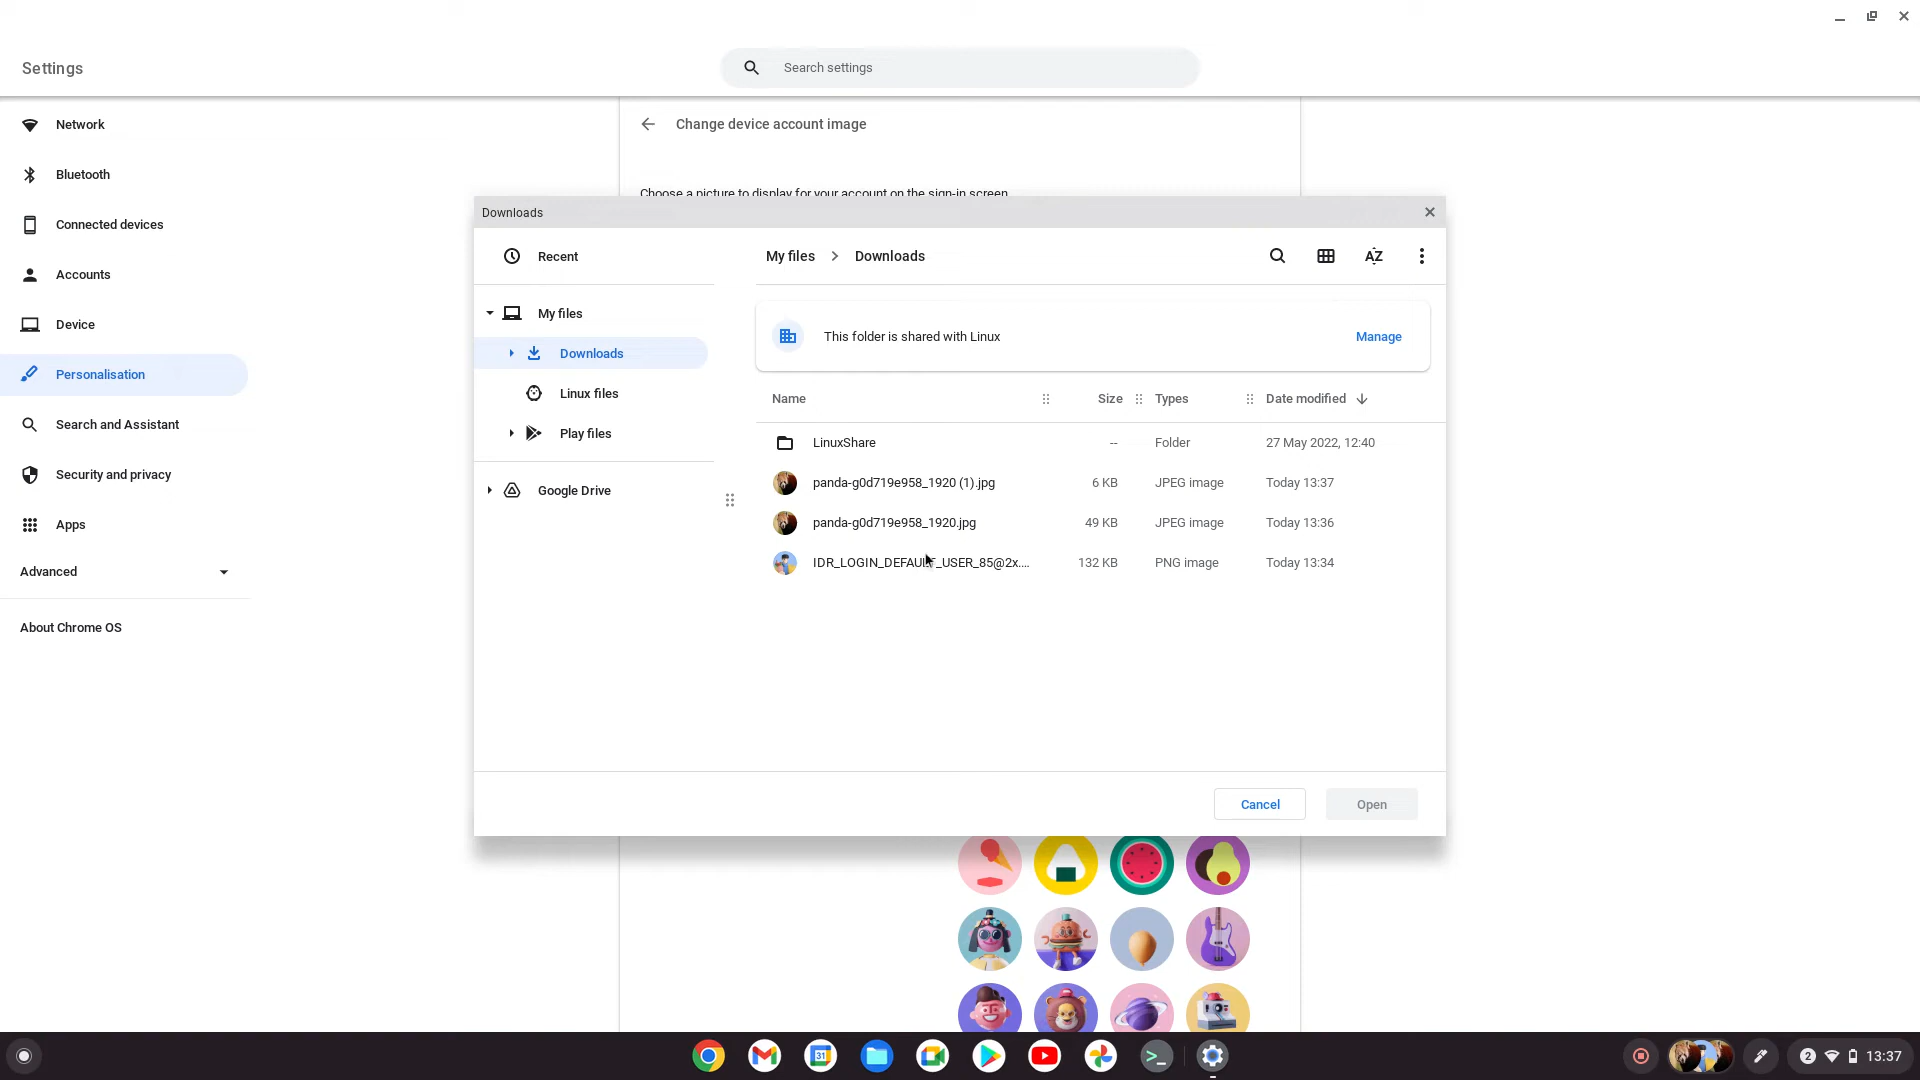 Settings
Search settings
Network
Bluetooth
Connected devices
Accounts
Device
Personalisation
Search and Assistant
Security and privacy
Apps
Advanced
About Chrome OS
Change device account image
Choose a picture to display for your account on the sign-in screen
Downloads
Recent
My files
Downloads
Linux files
Play files
Google Drive
My files > Downloads
AZ
This folder is shared with Linux
Manage
Name Size Types Date modified
LinuxShare -- Folder 27 May 2022, 12:40
panda-g0d719e958_1920 (1).jpg 6 KB JPEG image Today 13:37
panda-g0d719e958_1920.jpg 49 KB JPEG image Today 13:36
IDR_LOGIN_DEFAULT_USER_85@2x.... 132 KB PNG image Today 13:34
Cancel
Open
31
2
13:37